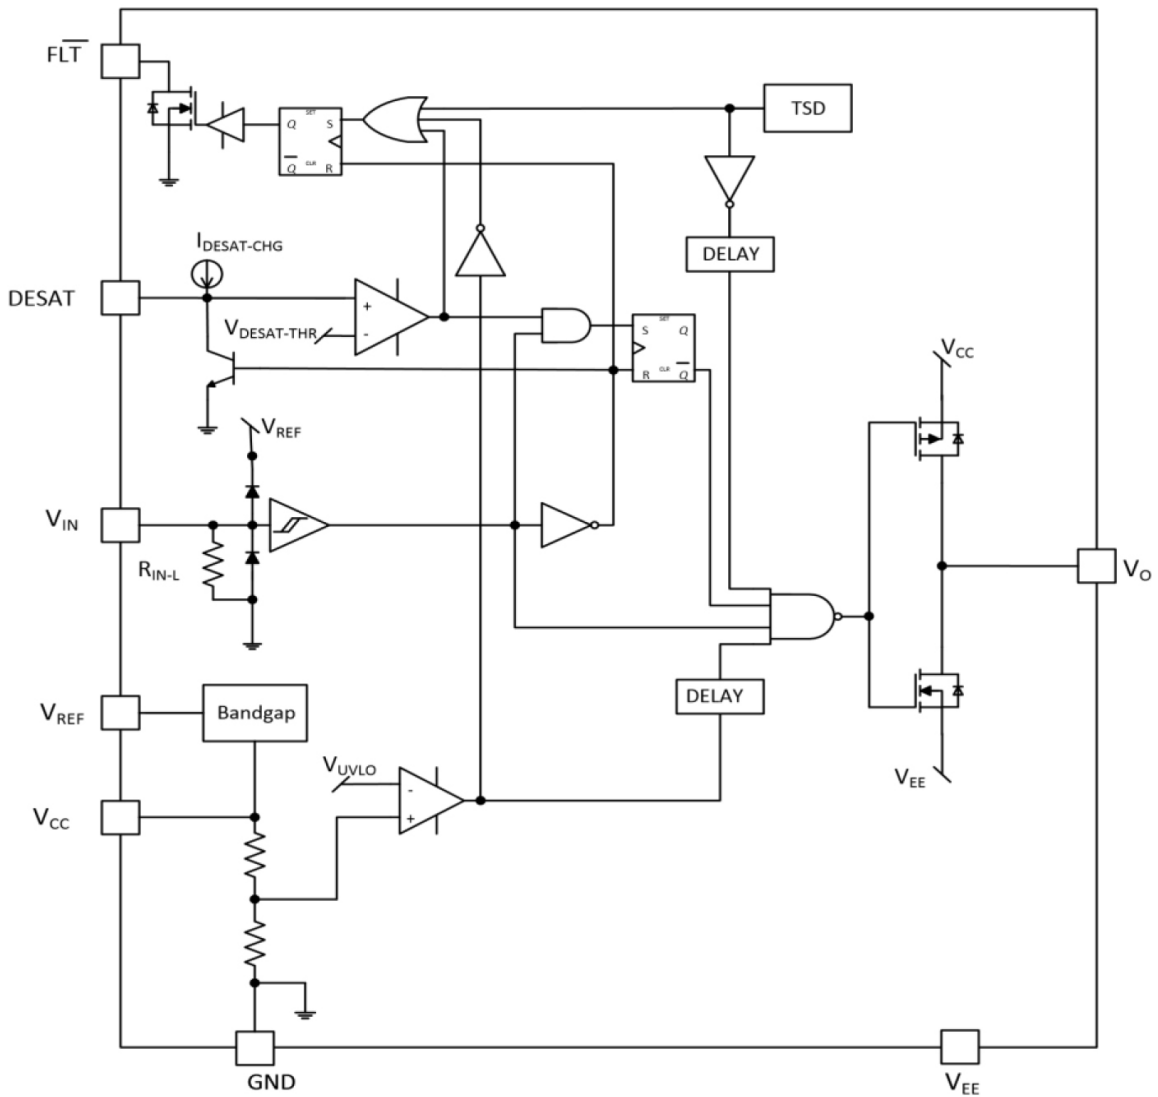 FLT
TSD
Q
SET
S
Q
CLR
R
DELAY
IDESAT-CHG
DESAT
+
VDESAT-THR
-
S
SET
Q
R
CLR
Q
VCC
VREF
VIN
RIN-L
VO
VREF
Bandgap
DELAY
VUVLO
-
VEE
VCC
+
GND
VEE